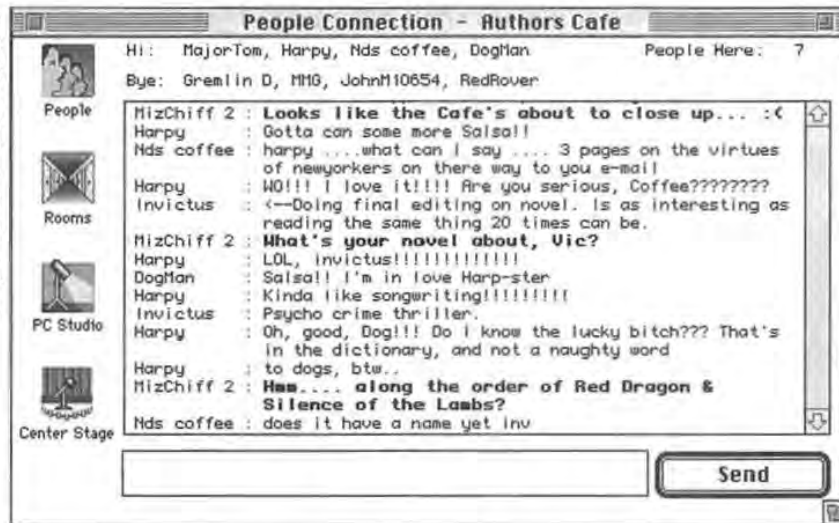 People Connection - Authors Cafe
Hi: MajorTom, Harpy, Nds coffee, DogMan People Here: 7
Bye: Gremlin D, MMG, JohnM10654, RedRover
People
Rooms
PC Studio
Center Stage
MizChiff 2 : Looks like the Cafe's about to close up... :<
Harpy : Gotta can some more Salsa!!
Nds coffee : harpy ....what can I say .... 3 pages on the virtues
of newyorkers on there way to you e-mail
Harpy : WO!!! I love it!!!! Are you serious, Coffee????????
Invictus : <--Doing final editing on novel. Is as interesting as
reading the same thing 20 times can be.
MizChiff 2 : What's your novel about, Vic?
Harpy : LOL, Invictus!!!!!!!!!!!!!
DogMan : Salsa!! I'm in love Harp-ster
Harpy : Kinda like songwriting!!!!!!!!!
Invictus : Psycho crime thriller.
Harpy : Oh, good, Dog!!! Do I know the lucky bitch??? That's
in the dictionary, and not a naughty word
Harpy : to dogs, btw..
MizChiff 2 : Hmm.... along the order of Red Dragon &
Silence of the Lambs?
Nds coffee : does it have a name yet inv
Send